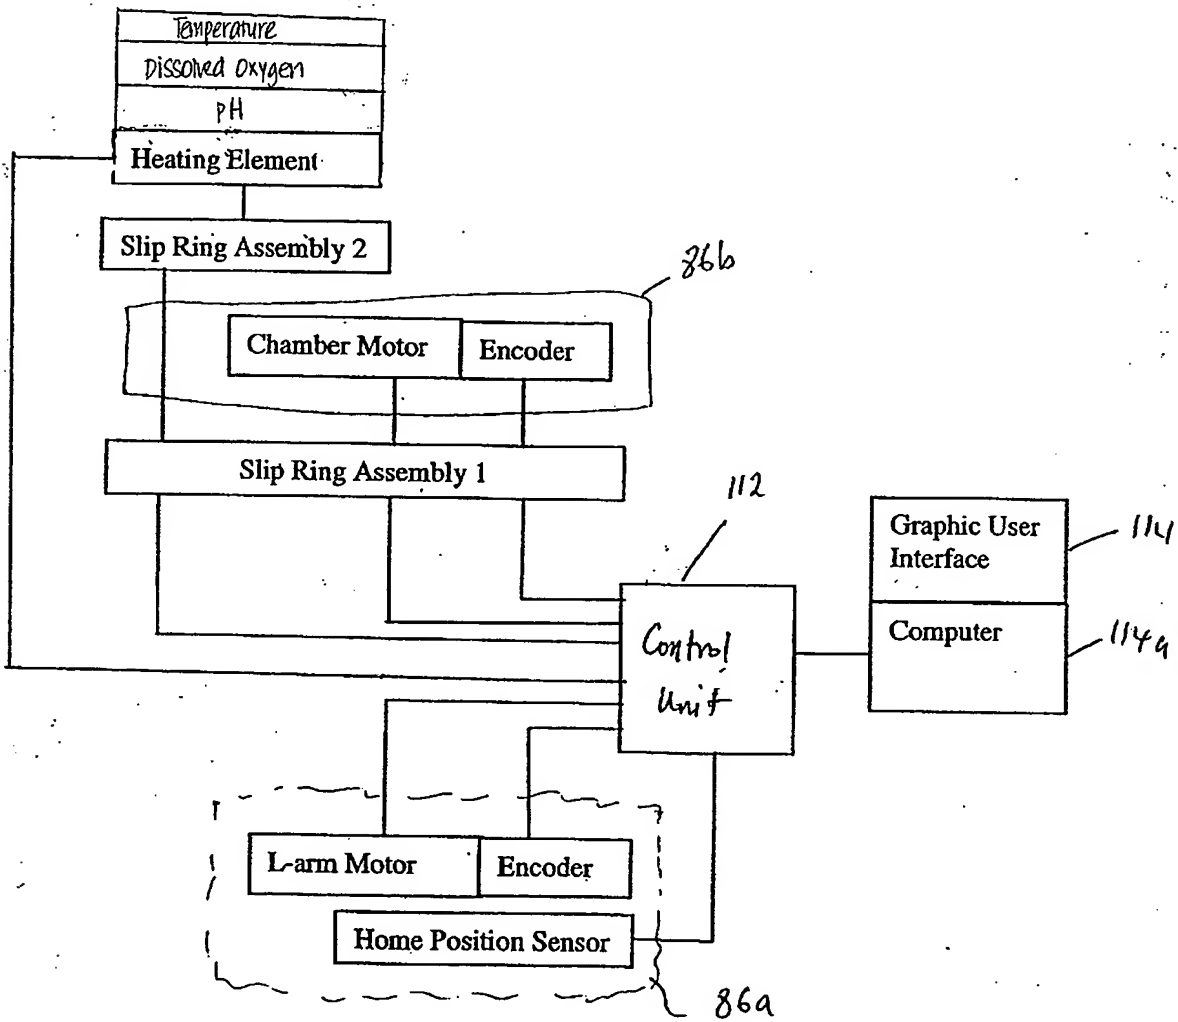 Temperature
Dissolved Oxygen
pH
Heating Element
Slip Ring Assembly 2
86b
Chamber Motor
Encoder
Slip Ring Assembly 1
112
Graphic User
Interface
114
Control
Unit
Computer
114a
L-arm Motor
Encoder
Home Position Sensor
86a